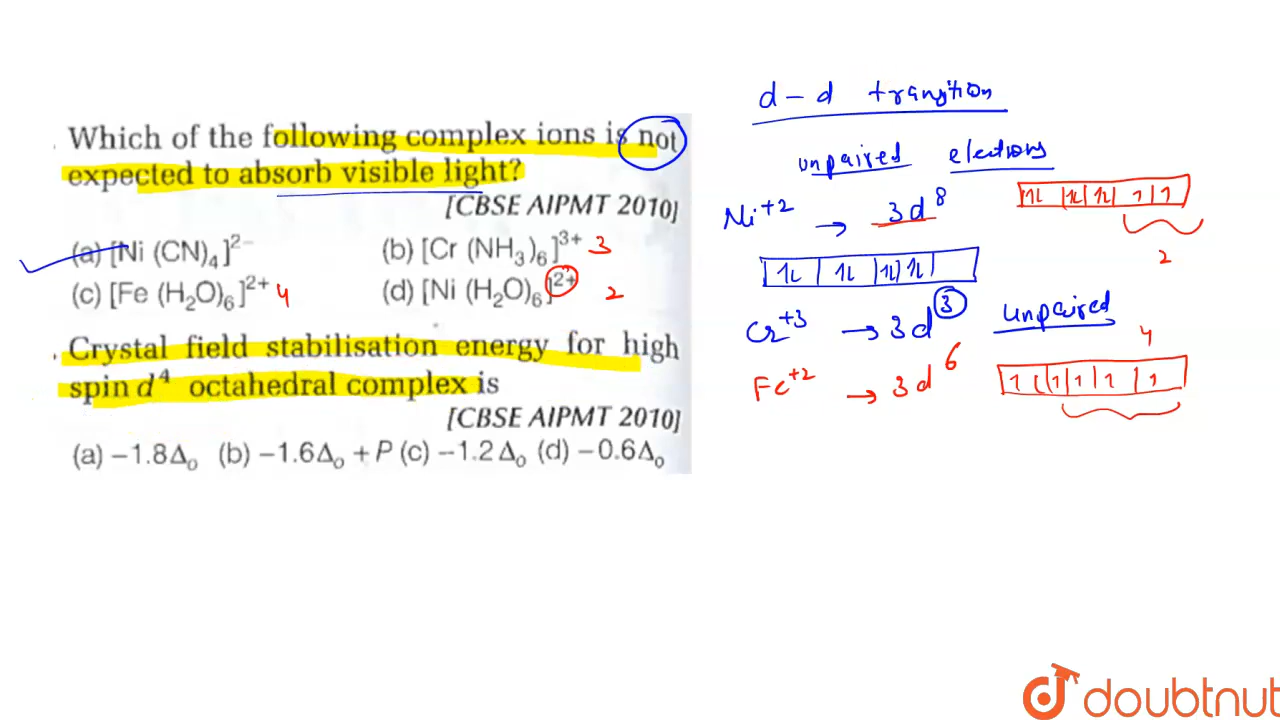 Which of the following complex ions is not
expected to absorb visible light?
[CBSE AIPMT 2010]
(a) [Ni (CN)₄]²⁻ (b) [Cr (NH₃)₆]³⁺ 3
(c) [Fe (H₂O)₆]²⁺ 4 (d) [Ni (H₂O)₆]²⁺ 2
Crystal field stabilisation energy for high
spin d⁴ octahedral complex is
[CBSE AIPMT 2010]
(a) −1.8Δₒ (b) −1.6Δₒ + P (c) −1.2 Δₒ (d) −0.6Δₒ
d – d transition
unpaired electrons
Ni⁺² → 3d⁸
2
Cr⁺³ → 3d³ unpaired
4
Fe⁺² → 3d⁶
doubtnut